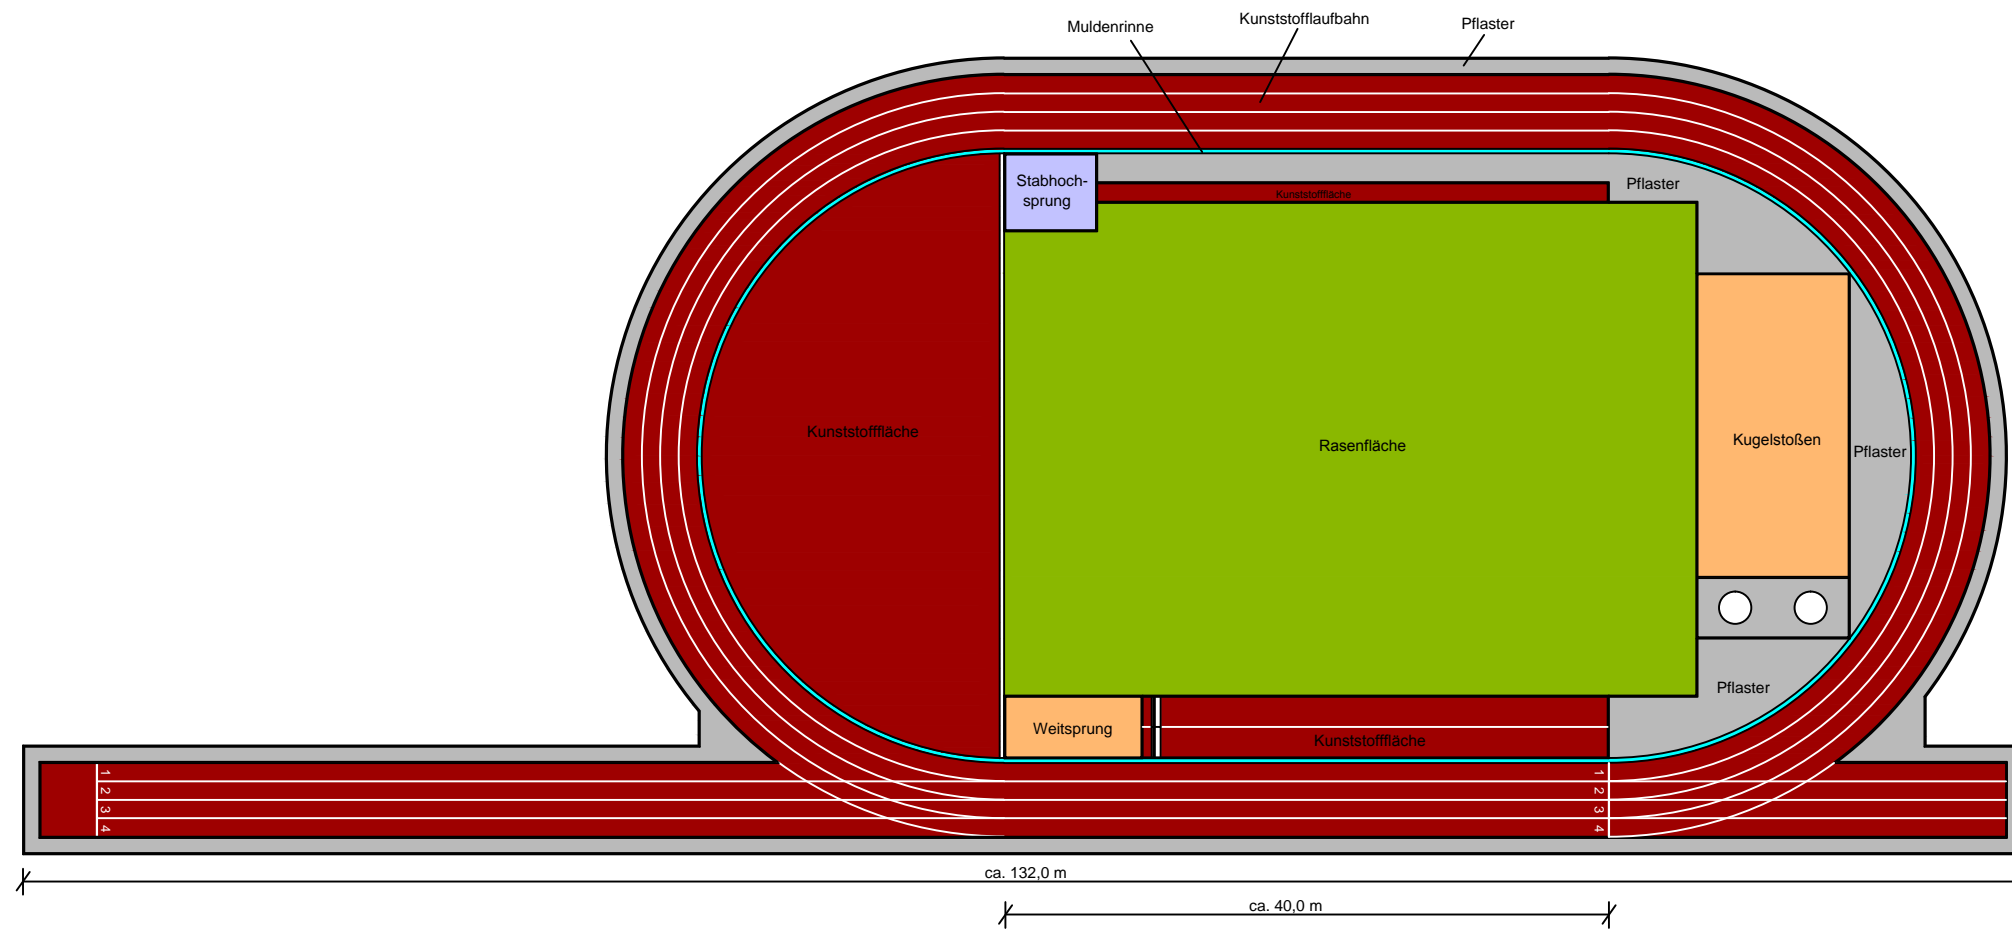 Kunststofflaufbahn
Pflaster
Muldenrinne
Stabhoch-
sprung
Pflaster
Kunststofffläche
Kunststofffläche
Rasenfläche
Kugelstoßen
Pflaster
Pflaster
Weitsprung
Kunststofffläche
1
2
3
4
1
2
3
4
ca. 132,0 m
ca. 40,0 m